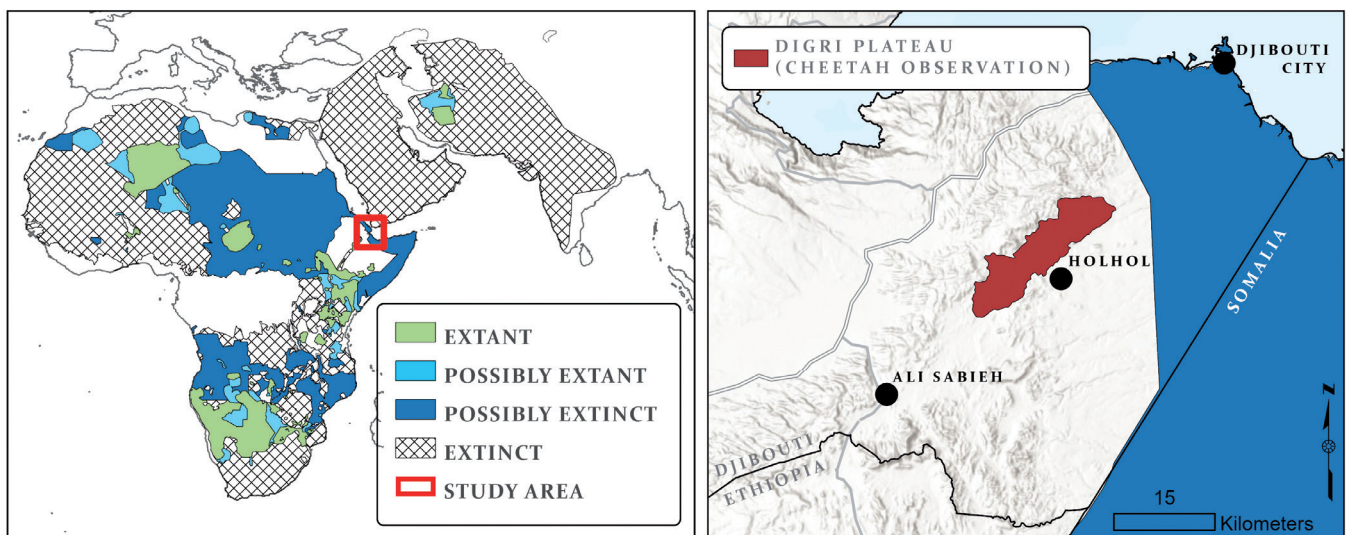 EXTANT
POSSIBLY EXTANT
POSSIBLY EXTINCT
EXTINCT
STUDY AREA
DIGRI PLATEAU
(CHEETAH OBSERVATION)
DJIBOUTI
CITY
HOLHOL
SOMALIA
ALI SABIEH
DJIBOUTI
ETHIOPIA
N
15
Kilometers